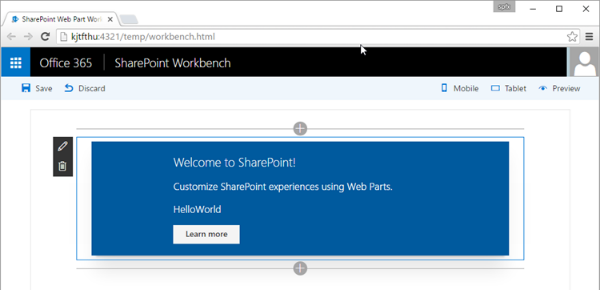 SharePoint Web Part Wor
kjtfthu:4321/temp/workbench.html
Office 365 SharePoint Workbench
Save Discard Mobile Tablet Preview
Welcome to SharePoint!
Customize SharePoint experiences using Web Parts.
HelloWorld
Learn more